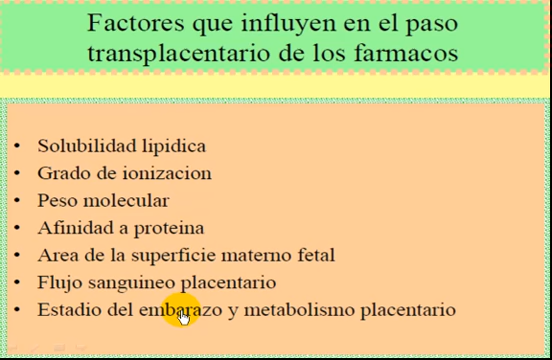 Factores que influyen en el paso
transplacentario de los farmacos
• Solubilidad lipidica
• Grado de ionizacion
• Peso molecular
• Afinidad a proteina
• Area de la superficie materno fetal
• Flujo sanguineo placentario
• Estadio del embarazo y metabolismo placentario